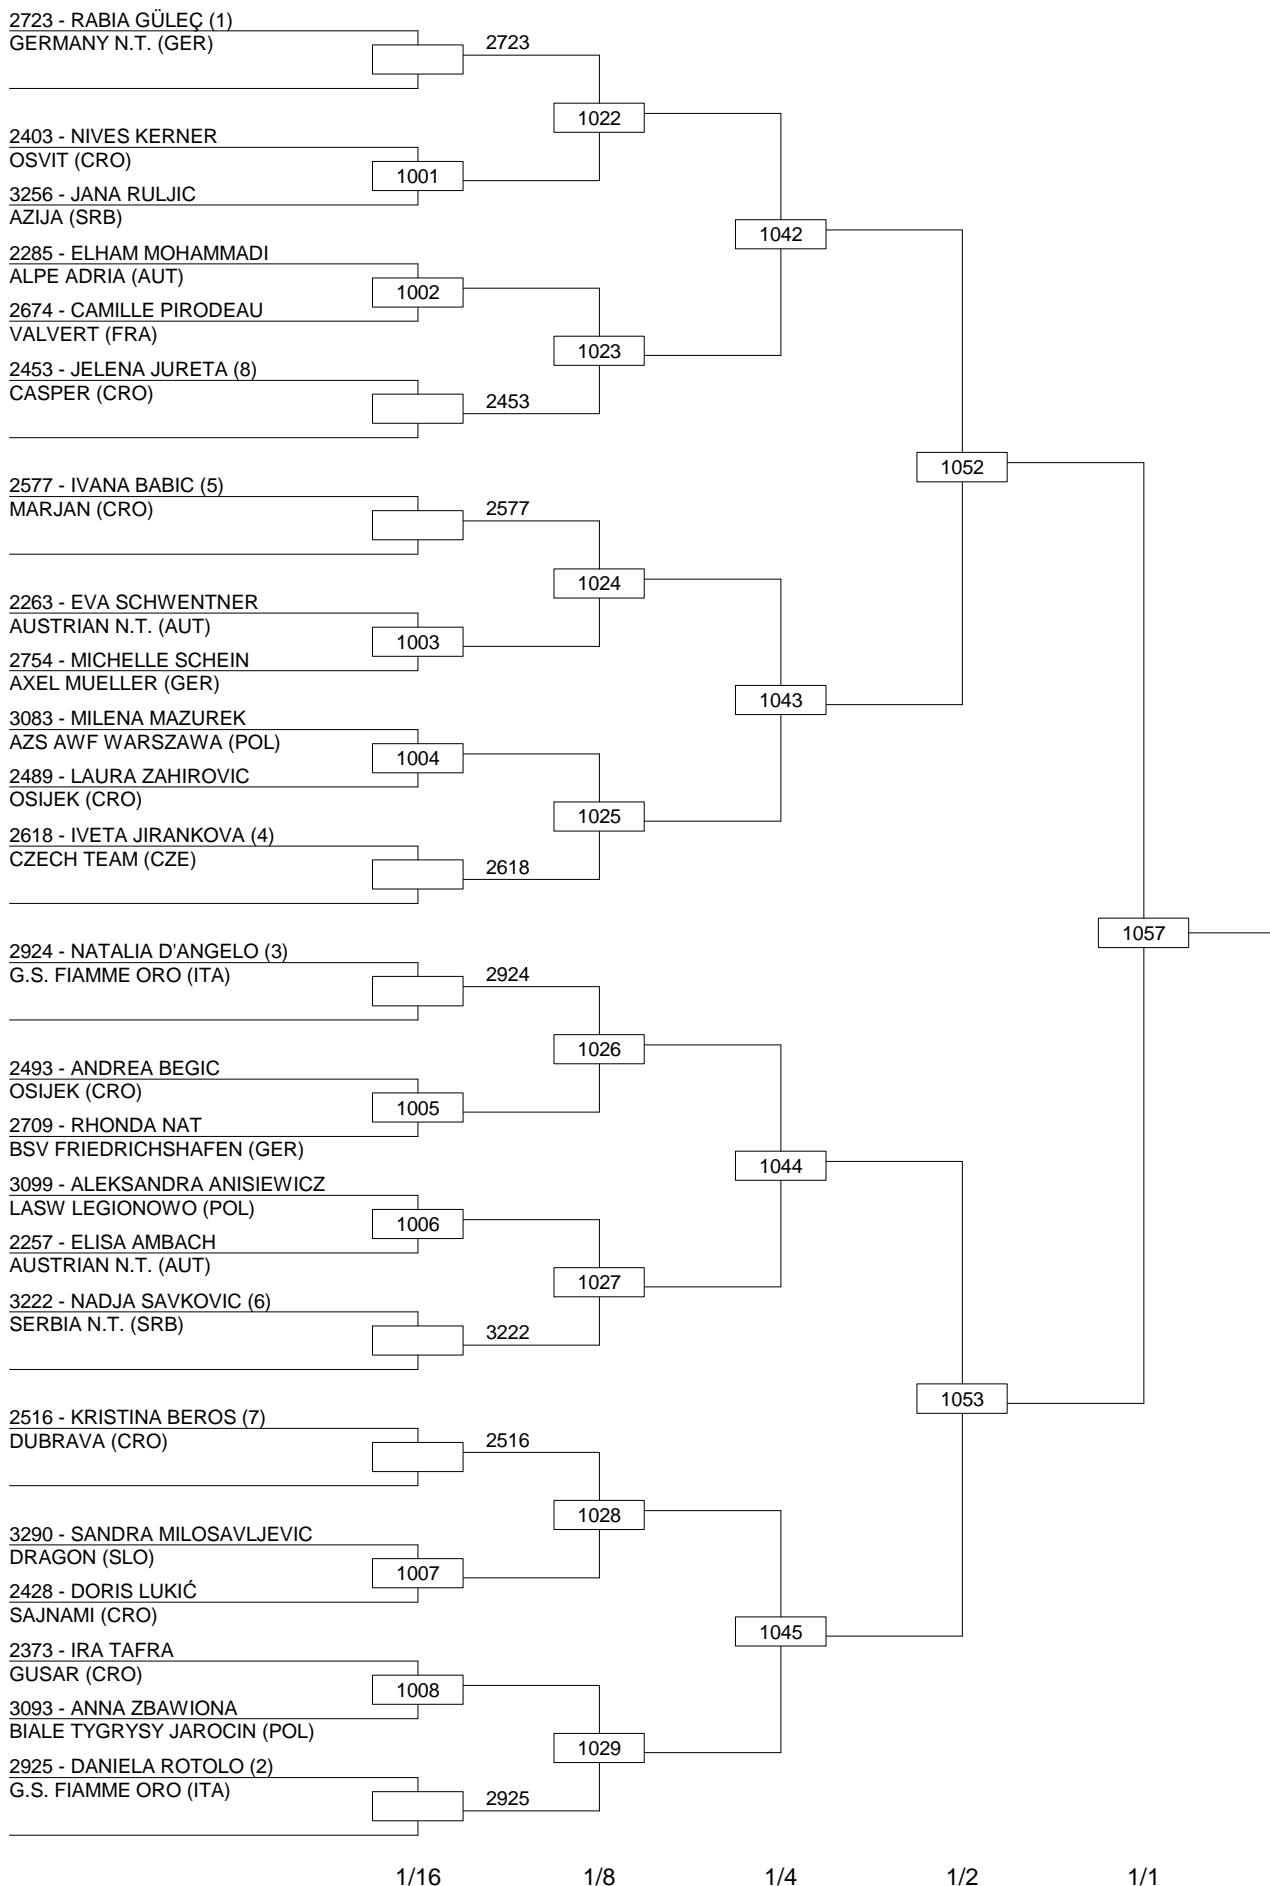 2723 - RABIA GÜLEÇ (1)
GERMANY N.T. (GER)
2723
1022
2403 - NIVES KERNER
OSVIT (CRO)
1001
3256 - JANA RULJIC
AZIJA (SRB)
1042
2285 - ELHAM MOHAMMADI
ALPE ADRIA (AUT)
1002
2674 - CAMILLE PIRODEAU
VALVERT (FRA)
1023
2453 - JELENA JURETA (8)
CASPER (CRO)
2453
1052
2577 - IVANA BABIC (5)
MARJAN (CRO)
2577
1024
2263 - EVA SCHWENTNER
AUSTRIAN N.T. (AUT)
1003
2754 - MICHELLE SCHEIN
AXEL MUELLER (GER)
1043
3083 - MILENA MAZUREK
AZS AWF WARSZAWA (POL)
1004
2489 - LAURA ZAHIROVIC
OSIJEK (CRO)
1025
2618 - IVETA JIRANKOVA (4)
CZECH TEAM (CZE)
2618
1057
2924 - NATALIA D'ANGELO (3)
G.S. FIAMME ORO (ITA)
2924
1026
2493 - ANDREA BEGIC
OSIJEK (CRO)
1005
2709 - RHONDA NAT
BSV FRIEDRICHSHAFEN (GER)
1044
3099 - ALEKSANDRA ANISIEWICZ
LASW LEGIONOWO (POL)
1006
2257 - ELISA AMBACH
AUSTRIAN N.T. (AUT)
1027
3222 - NADJA SAVKOVIC (6)
SERBIA N.T. (SRB)
3222
1053
2516 - KRISTINA BEROS (7)
DUBRAVA (CRO)
2516
1028
3290 - SANDRA MILOSAVLJEVIC
DRAGON (SLO)
1007
2428 - DORIS LUKIĆ
SAJNAMI (CRO)
1045
2373 - IRA TAFRA
GUSAR (CRO)
1008
3093 - ANNA ZBAWIONA
BIALE TYGRYSY JAROCIN (POL)
1029
2925 - DANIELA ROTOLO (2)
G.S. FIAMME ORO (ITA)
2925
1/16 1/8 1/4 1/2 1/1